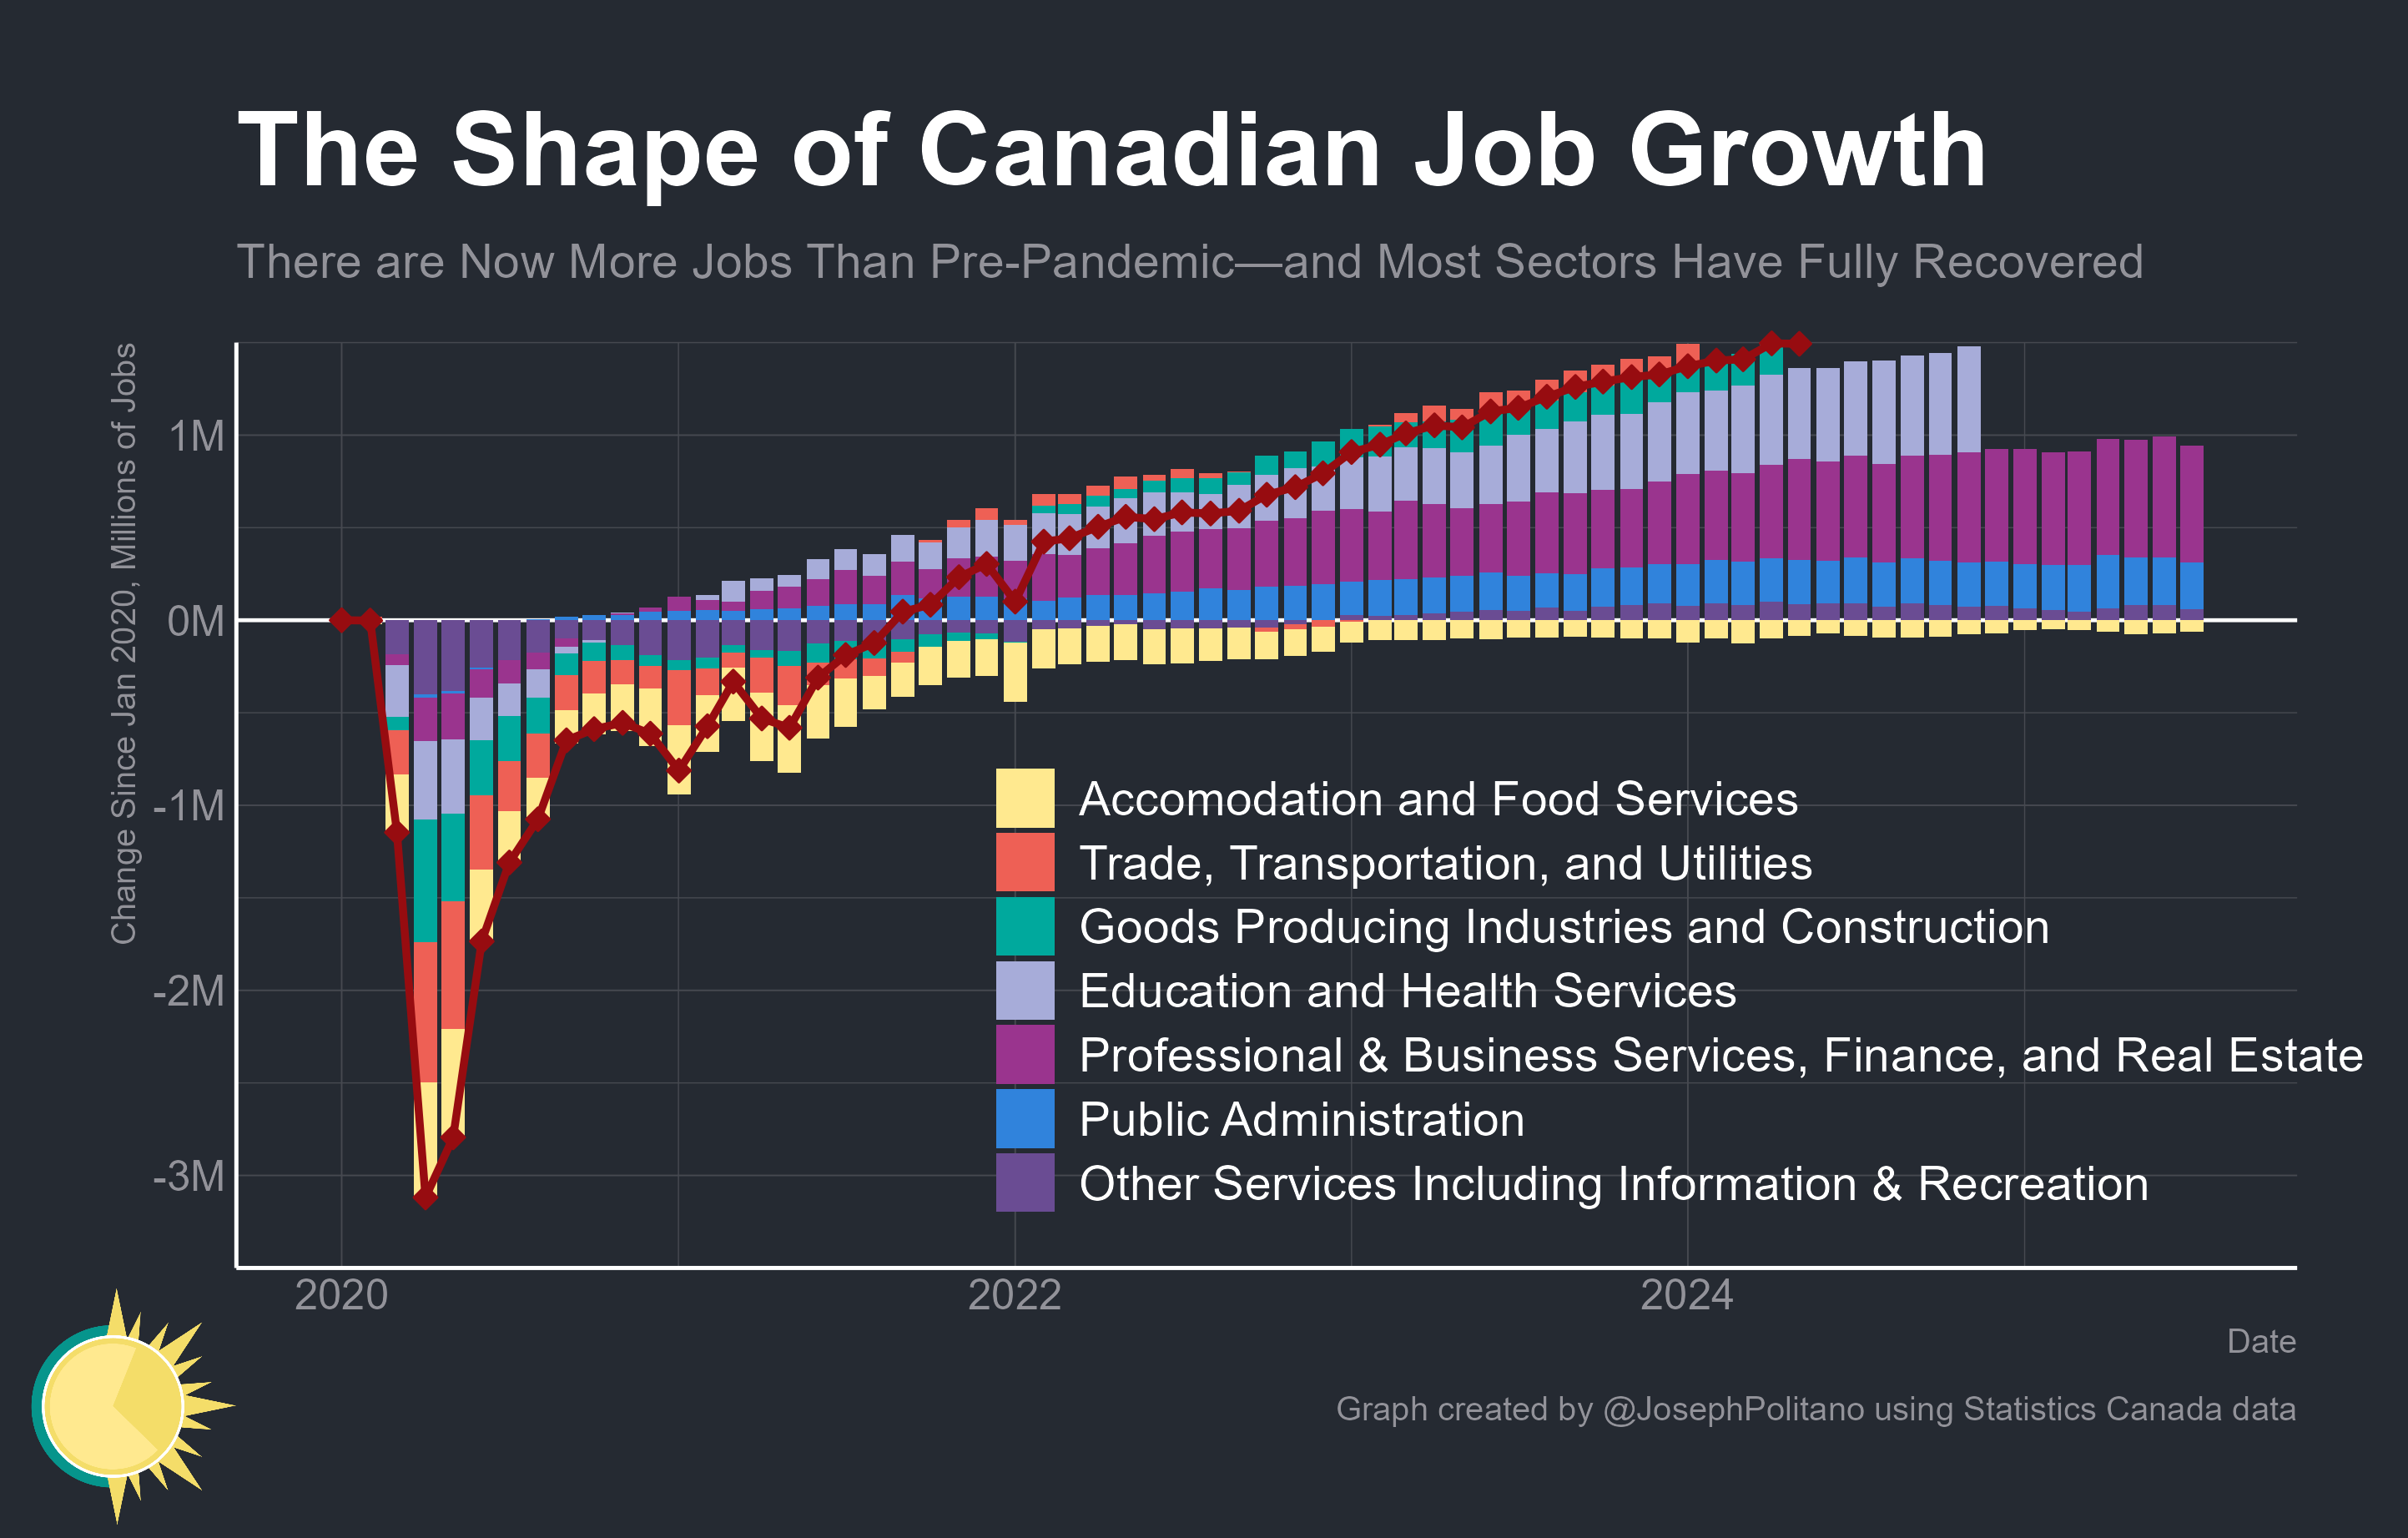 The Shape of Canadian Job Growth
There are Now More Jobs Than Pre-Pandemic—and Most Sectors Have Fully Recovered
Change Since Jan 2020, Millions of Jobs
1M
0M
-1M
-2M
-3M
Accomodation and Food Services
Trade, Transportation, and Utilities
Goods Producing Industries and Construction
Education and Health Services
Professional & Business Services, Finance, and Real Estate
Public Administration
Other Services Including Information & Recreation
2020
2022
2024
Date
Graph created by @JosephPolitano using Statistics Canada data